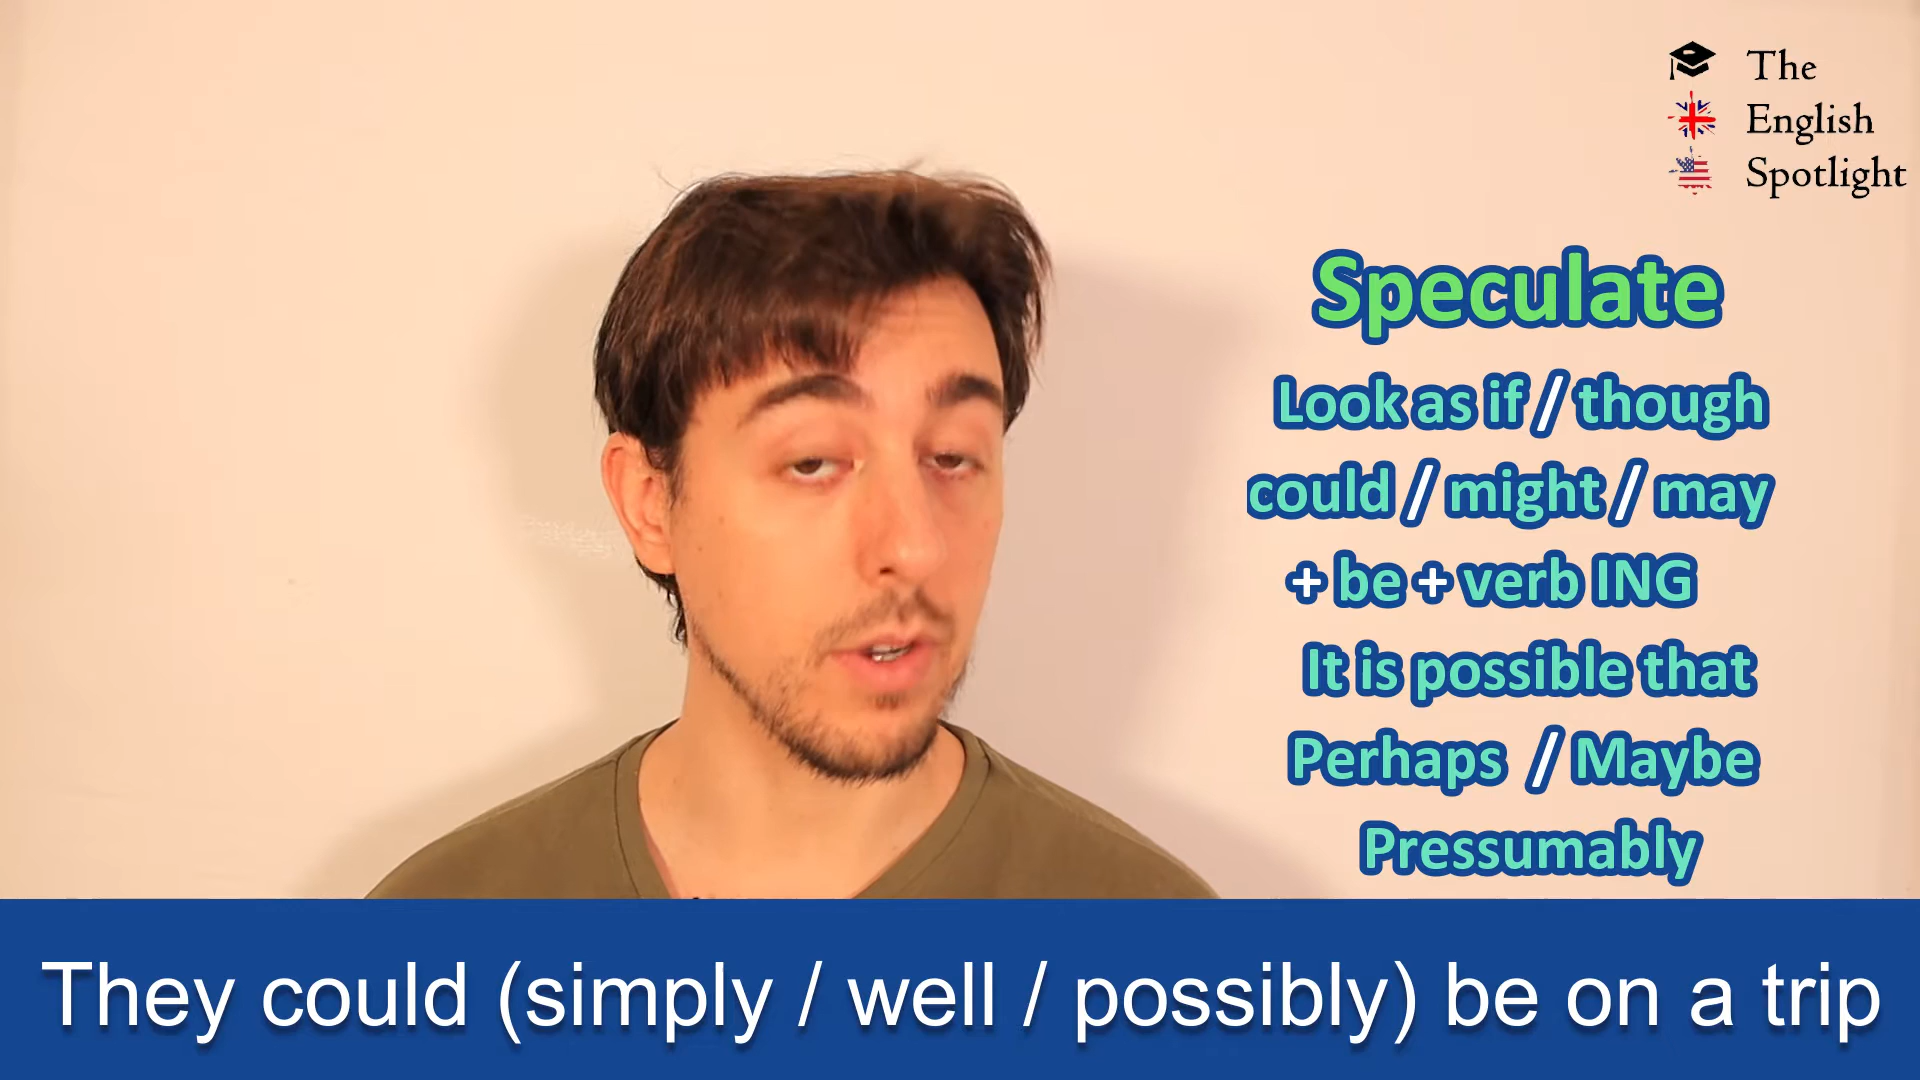 The
English
Spotlight
Speculate
Look as if / though
could / might / may
+ be + verb ING
It is possible that
Perhaps / Maybe
Pressumably
They could (simply / well / possibly) be on a trip